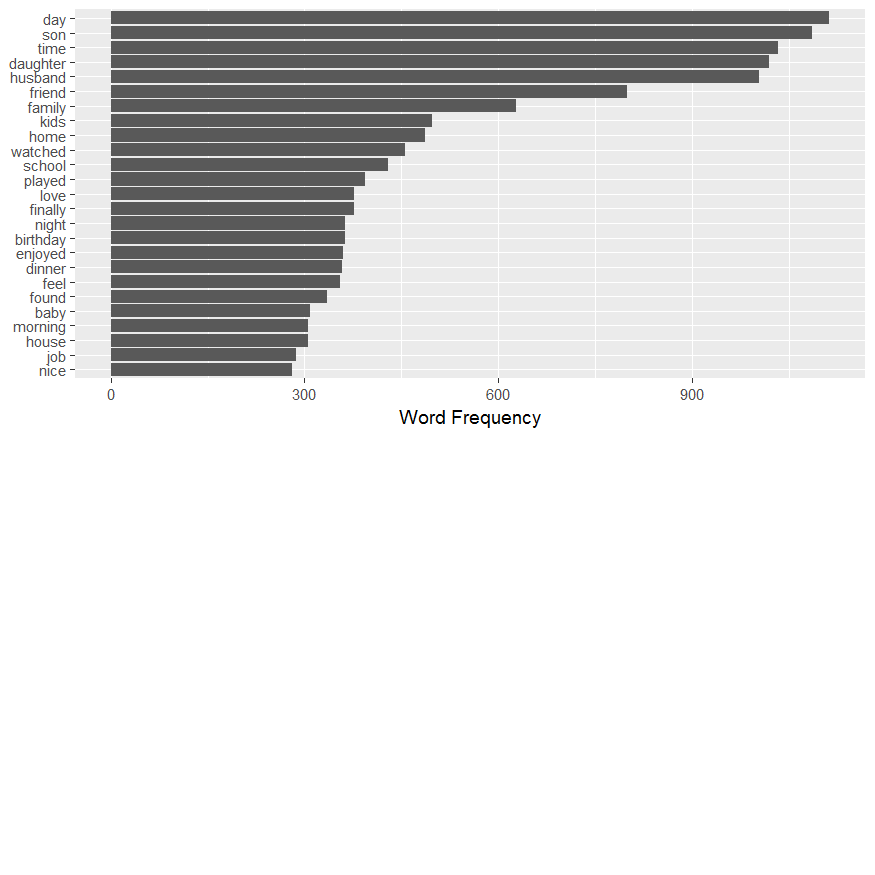 day
son
time
daughter
husband
friend
family
kids
home
watched
school
played
love
finally
night
birthday
enjoyed
dinner
feel
found
baby
morning
house
job
nice
0 300 600 900
Word Frequency